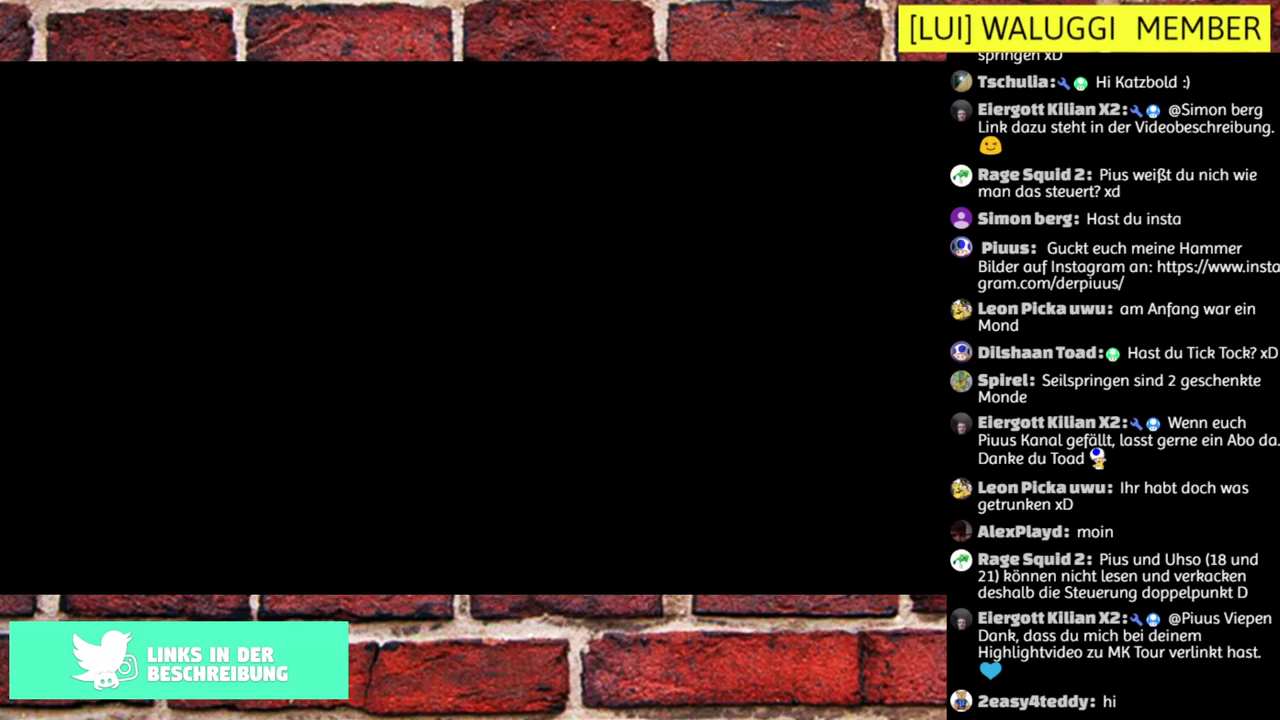 [LUI] WALUGGI MEMBER
springen xD
Tschulia: Hi Katzbold :)
Eiergott Kilian X2: @Simon berg
Link dazu steht in der Videobeschreibung.
Rage Squid 2: Pius weißt du nich wie
man das steuert? xd
Simon berg: Hast du insta
Piuus: Guckt euch meine Hammer
Bilder auf Instagram an: https://www.insta
gram.com/derpiuus/
Leon Picka uwu: am Anfang war ein
Mond
Dilshaan Toad: Hast du Tick Tock? xD
Spirel: Seilspringen sind 2 geschenkte
Monde
Eiergott Kilian X2: Wenn euch
Piuus Kanal gefällt, lasst gerne ein Abo da.
Danke du Toad
Leon Picka uwu: Ihr habt doch was
getrunken xD
AlexPlayd: moin
Rage Squid 2: Pius und Uhso (18 und
21) können nicht lesen und verkacken
deshalb die Steuerung doppelpunkt D
Eiergott Kilian X2: @Piuus Viepen
Dank, dass du mich bei deinem
Highlightvideo zu MK Tour verlinkt hast.
2easy4teddy: hi
LINKS IN DER
BESCHREIBUNG